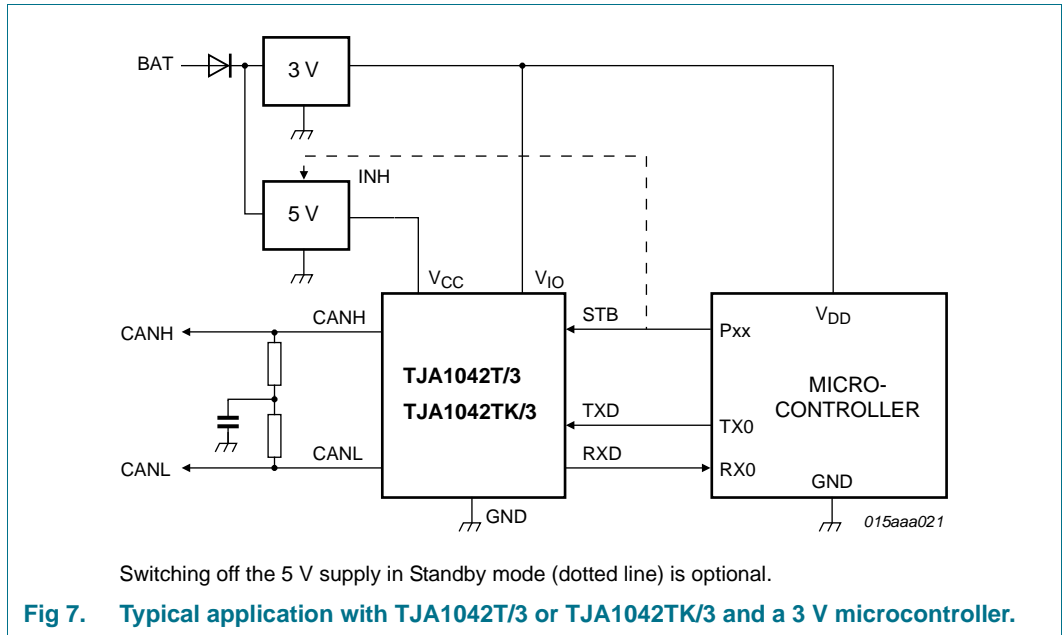 BAT
3 V
INH
5 V
VCC
VIO
CANH
CANH
STB
Pxx
VDD
TJA1042T/3
TJA1042TK/3
MICRO-
CONTROLLER
TXD
TX0
CANL
CANL
RXD
RX0
GND
GND
015aaa021
Switching off the 5 V supply in Standby mode (dotted line) is optional.
Fig 7. Typical application with TJA1042T/3 or TJA1042TK/3 and a 3 V microcontroller.